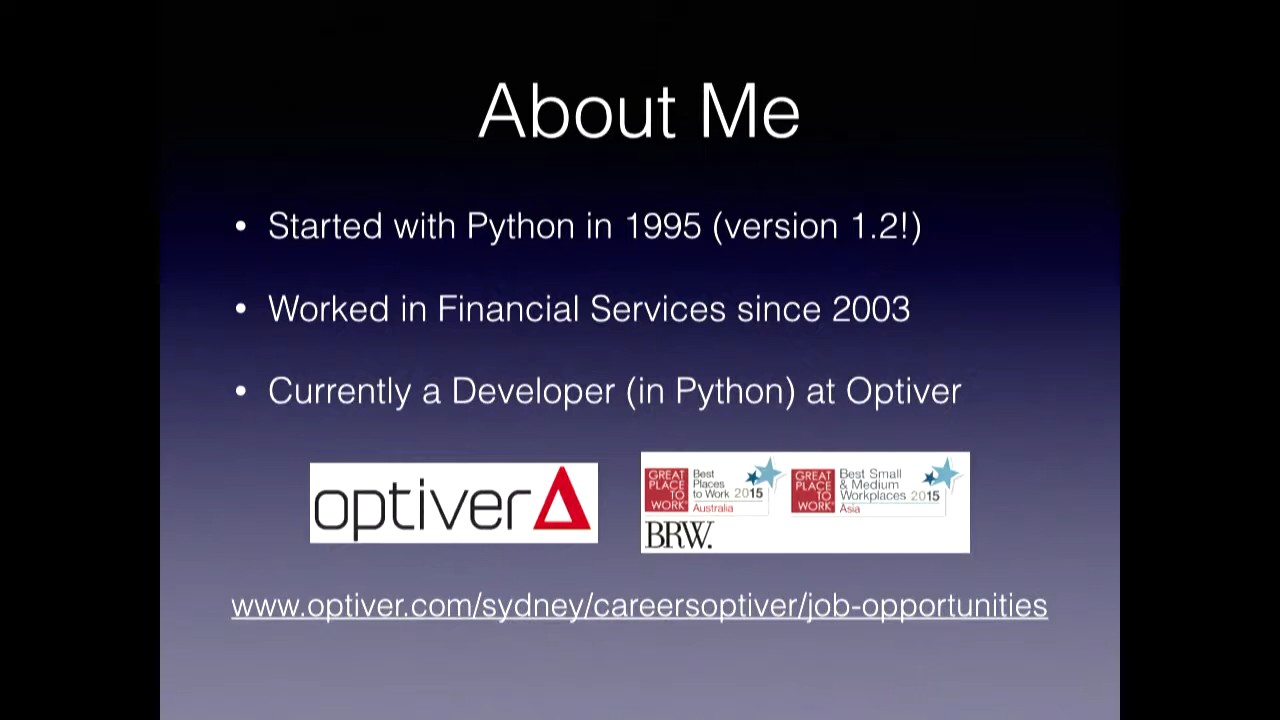 About Me
• Started with Python in 1995 (version 1.2!)
• Worked in Financial Services since 2003
• Currently a Developer (in Python) at Optiver
optiver
GREAT PLACE TO WORK
Best Places to Work 2015
Australia
BRW.
GREAT PLACE TO WORK
Best Small & Medium Workplaces 2015
Asia
www.optiver.com/sydney/careersoptiver/job-opportunities